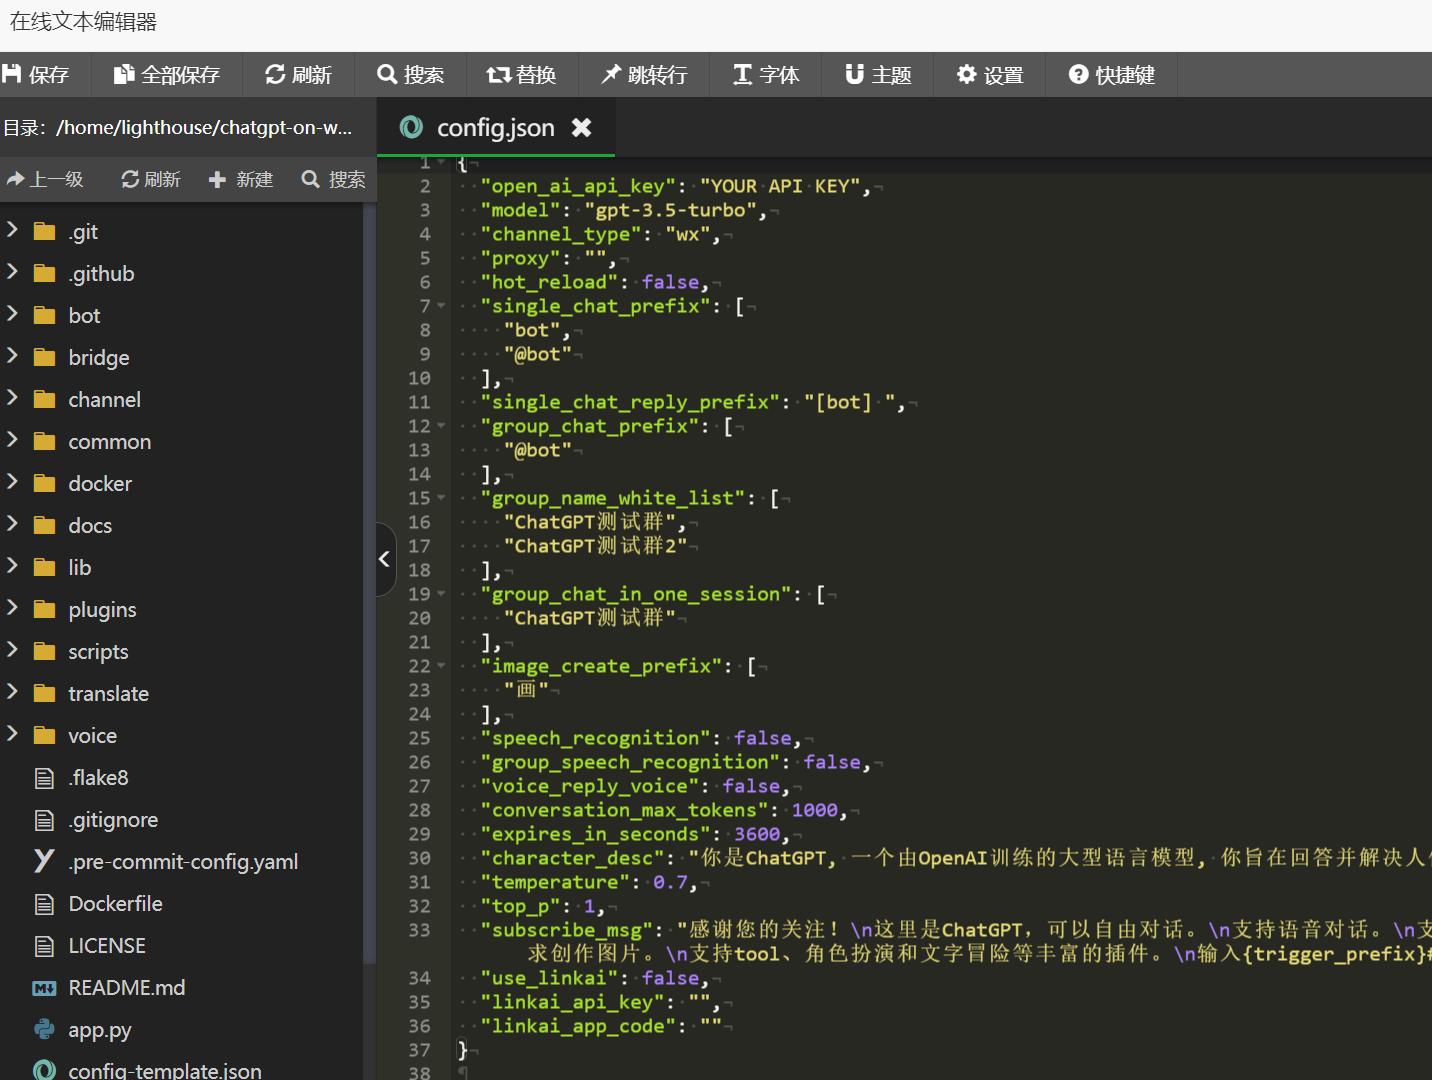 在线文本编辑器
保存 全部保存 刷新 搜索 替换 跳转行 字体 主题 设置 快捷键
目录：/home/lighthouse/chatgpt-on-w...
上一级 刷新 新建 搜索
.git
.github
bot
bridge
channel
common
docker
docs
lib
plugins
scripts
translate
voice
.flake8
.gitignore
.pre-commit-config.yaml
Dockerfile
LICENSE
README.md
app.py
config-template.json
config.json
1 {
2 "open_ai_api_key": "YOUR API KEY",
3 "model": "gpt-3.5-turbo",
4 "channel_type": "wx",
5 "proxy": "",
6 "hot_reload": false,
7 "single_chat_prefix": [
8 "bot",
9 "@bot"
10 ],
11 "single_chat_reply_prefix": "[bot] ",
12 "group_chat_prefix": [
13 "@bot"
14 ],
15 "group_name_white_list": [
16 "ChatGPT测试群",
17 "ChatGPT测试群2"
18 ],
19 "group_chat_in_one_session": [
20 "ChatGPT测试群"
21 ],
22 "image_create_prefix": [
23 "画"
24 ],
25 "speech_recognition": false,
26 "group_speech_recognition": false,
27 "voice_reply_voice": false,
28 "conversation_max_tokens": 1000,
29 "expires_in_seconds": 3600,
30 "character_desc": "你是ChatGPT, 一个由OpenAI训练的大型语言模型, 你旨在回答并解决人
31 "temperature": 0.7,
32 "top_p": 1,
33 "subscribe_msg": "感谢您的关注！\n这里是ChatGPT，可以自由对话。\n支持语音对话。\n支
求创作图片。\n支持tool、角色扮演和文字冒险等丰富的插件。\n输入{trigger_prefix}#
34 "use_linkai": false,
35 "linkai_api_key": "",
36 "linkai_app_code": ""
37 }
38